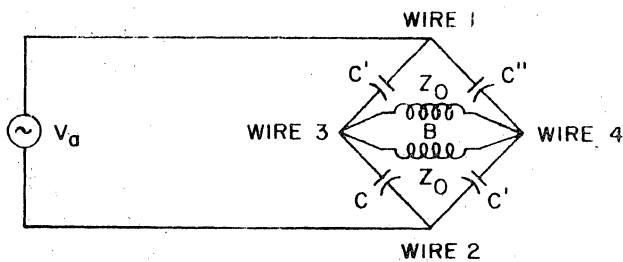 WIRE 1
C' C''
Z₀
~ Vₐ WIRE 3 B WIRE 4
Z₀
C C'
WIRE 2